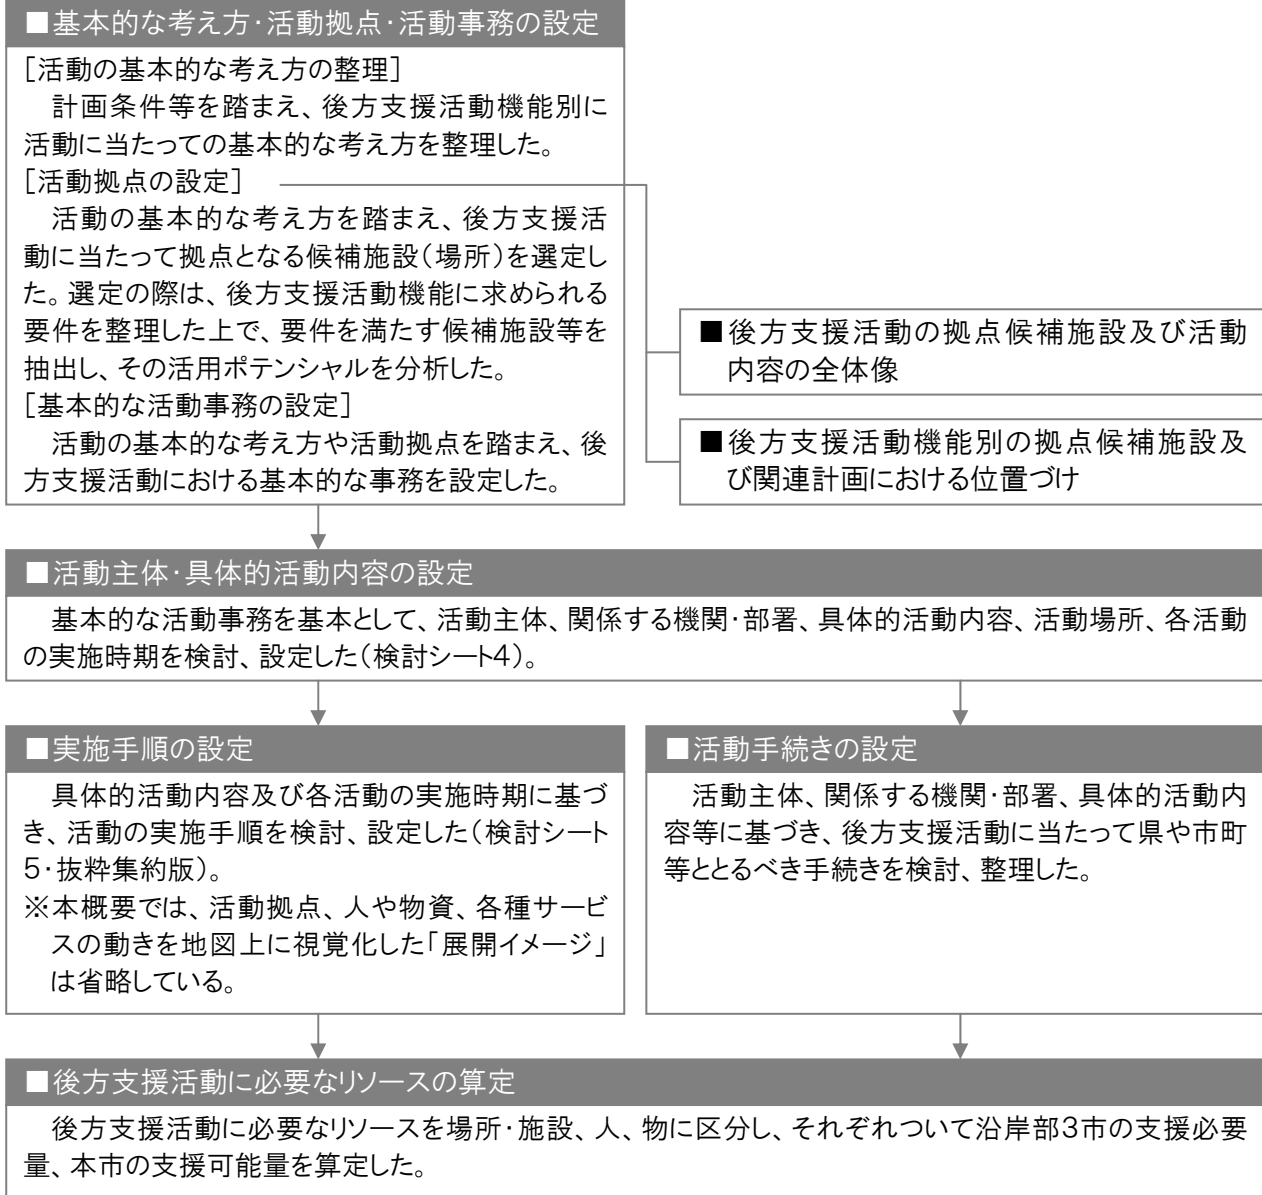 ■基本的な考え方・活動拠点・活動事務の設定
［活動の基本的な考え方の整理］
計画条件等を踏まえ、後方支援活動機能別に
活動に当たっての基本的な考え方を整理した。
［活動拠点の設定］
活動の基本的な考え方を踏まえ、後方支援活
動に当たって拠点となる候補施設（場所）を選定し
た。選定の際は、後方支援活動機能に求められる
要件を整理した上で、要件を満たす候補施設等を
抽出し、その活用ポテンシャルを分析した。
［基本的な活動事務の設定］
活動の基本的な考え方や活動拠点を踏まえ、後
方支援活動における基本的な事務を設定した。
■後方支援活動の拠点候補施設及び活動
内容の全体像
■後方支援活動機能別の拠点候補施設及
び関連計画における位置づけ
■活動主体・具体的活動内容の設定
基本的な活動事務を基本として、活動主体、関係する機関・部署、具体的活動内容、活動場所、各活動
の実施時期を検討、設定した（検討シート4）。
■実施手順の設定
具体的活動内容及び各活動の実施時期に基づ
き、活動の実施手順を検討、設定した（検討シート
5・抜粋集約版）。
※本概要では、活動拠点、人や物資、各種サービ
スの動きを地図上に視覚化した「展開イメージ」
は省略している。
■活動手続きの設定
活動主体、関係する機関・部署、具体的活動内
容等に基づき、後方支援活動に当たって県や市町
等ととるべき手続きを検討、整理した。
■後方支援活動に必要なリソースの算定
後方支援活動に必要なリソースを場所・施設、人、物に区分し、それぞれついて沿岸部3市の支援必要
量、本市の支援可能量を算定した。